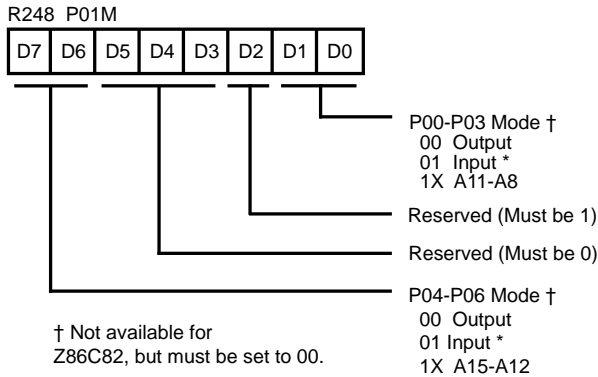 R248 P01M
D7 D6 D5 D4 D3 D2 D1 D0
P00-P03 Mode †
00 Output
01 Input *
1X A11-A8
Reserved (Must be 1)
Reserved (Must be 0)
P04-P06 Mode †
00 Output
01 Input *
1X A15-A12
† Not available for
Z86C82, but must be set to 00.